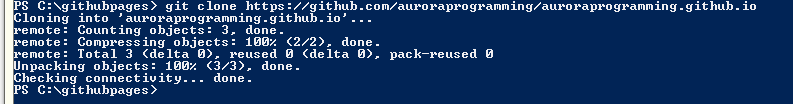 PS C:\githubpages> git clone https://github.com/auroraprogramming/auroraprogramming.github.io
Cloning into 'auroraprogramming.github.io'...
remote: Counting objects: 3, done.
remote: Compressing objects: 100% (2/2), done.
remote: Total 3 (delta 0), reused 0 (delta 0), pack-reused 0
Unpacking objects: 100% (3/3), done.
Checking connectivity... done.
PS C:\githubpages>